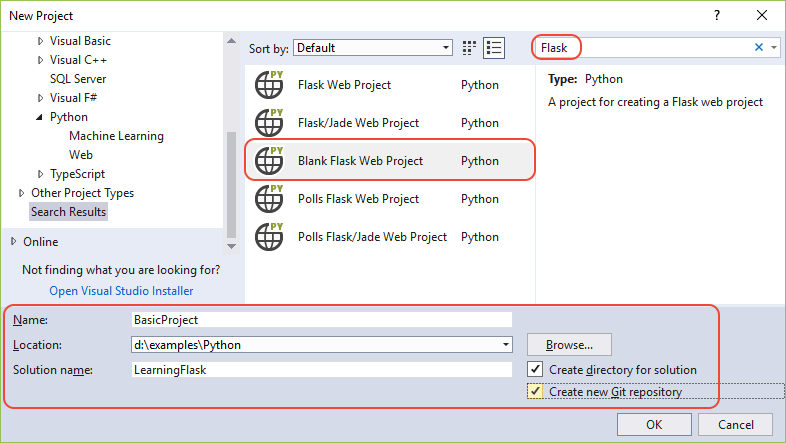 New Project
Visual Basic
Visual C++
SQL Server
Visual F#
Python
Machine Learning
Web
TypeScript
Other Project Types
Search Results
Online
Not finding what you are looking for?
Open Visual Studio Installer
Sort by: Default
Flask
PY Flask Web Project Python
PY Flask/Jade Web Project Python
PY Blank Flask Web Project Python
PY Polls Flask Web Project Python
PY Polls Flask/Jade Web Project Python
Type: Python
A project for creating a Flask web project
Name: BasicProject
Location: d:\examples\Python
Browse...
Solution name: LearningFlask
Create directory for solution
Create new Git repository
OK
Cancel